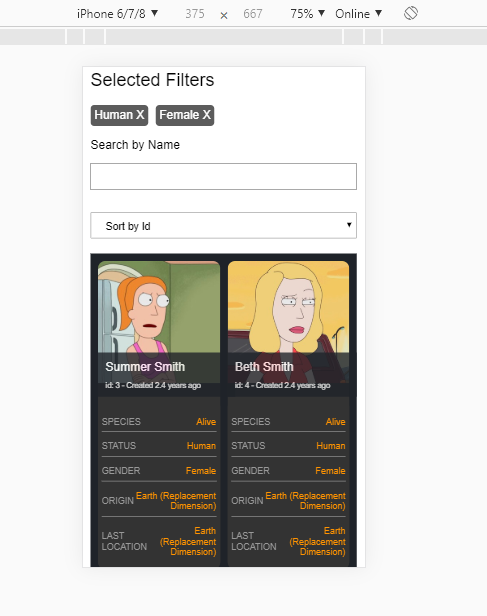 iPhone 6/7/8 ▼ 375 × 667 75% ▼ Online ▼
Selected Filters
Human X Female X
Search by Name
Sort by Id
Summer Smith
id: 3 - Created 2.4 years ago
SPECIES Alive
STATUS Human
GENDER Female
ORIGIN Earth (Replacement
Dimension)
LAST
LOCATION
Earth
(Replacement
Dimension)
Beth Smith
id: 4 - Created 2.4 years ago
SPECIES Alive
STATUS Human
GENDER Female
ORIGIN Earth (Replacement
Dimension)
LAST
LOCATION
Earth
(Replacement
Dimension)